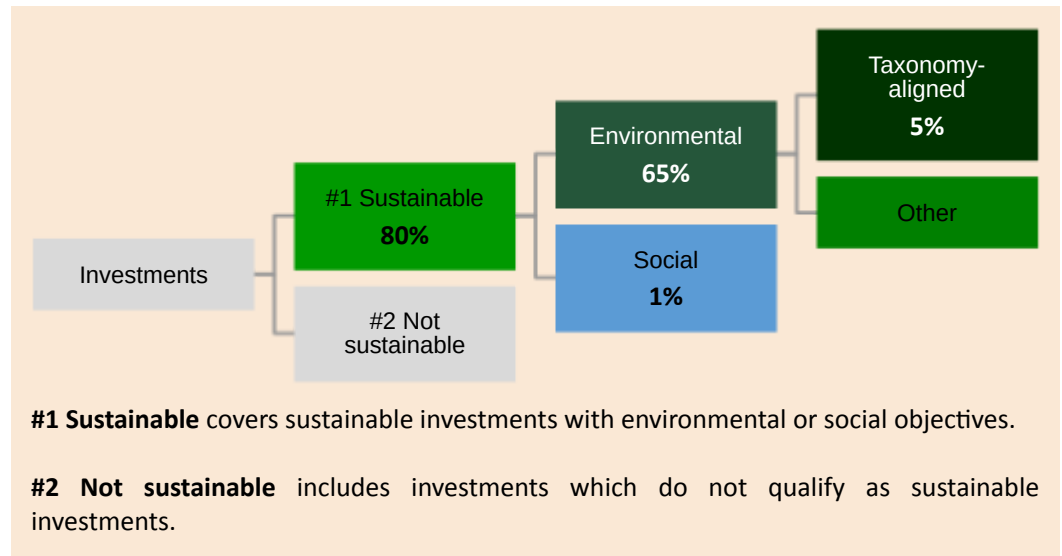 Taxonomy-
aligned
5%
Environmental
65%
#1 Sustainable
80%
Other
Social
1%
Investments
#2 Not
sustainable
#1 Sustainable covers sustainable investments with environmental or social objectives.
#2 Not sustainable includes investments which do not qualify as sustainable
investments.